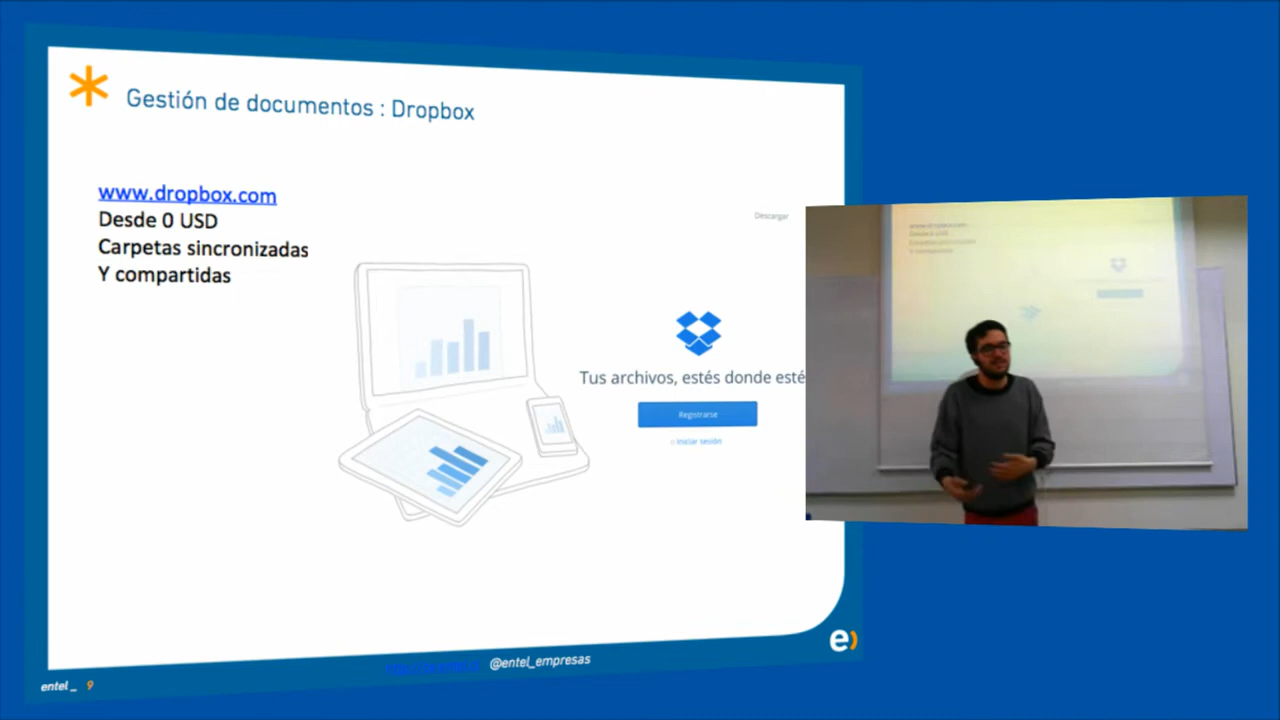 Gestión de documentos : Dropbox
www.dropbox.com
Desde 0 USD
Carpetas sincronizadas
Y compartidas
Descargar
Tus archivos, estés donde esté
Registrarse
o Iniciar sesión
e)
@entel_empresas
entel_ 9